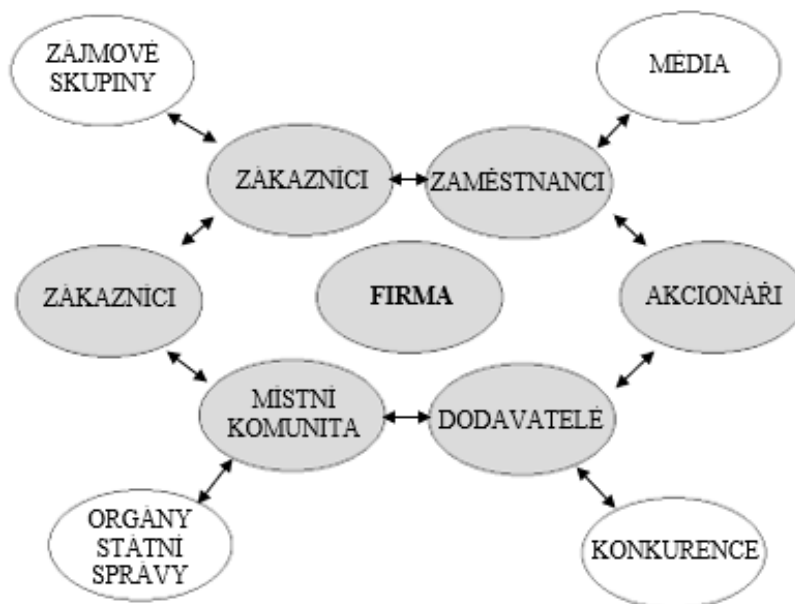 ZÁJMOVÉ
SKUPINY
MÉDIA
ZÁKAZNÍCI
ZAMĚSTNANCI
ZÁKAZNÍCI
FIRMA
AKCIONÁŘI
MÍSTNÍ
KOMUNITA
DODAVATELÉ
ORGÁNY
STÁTNÍ
SPRÁVY
KONKURENCE